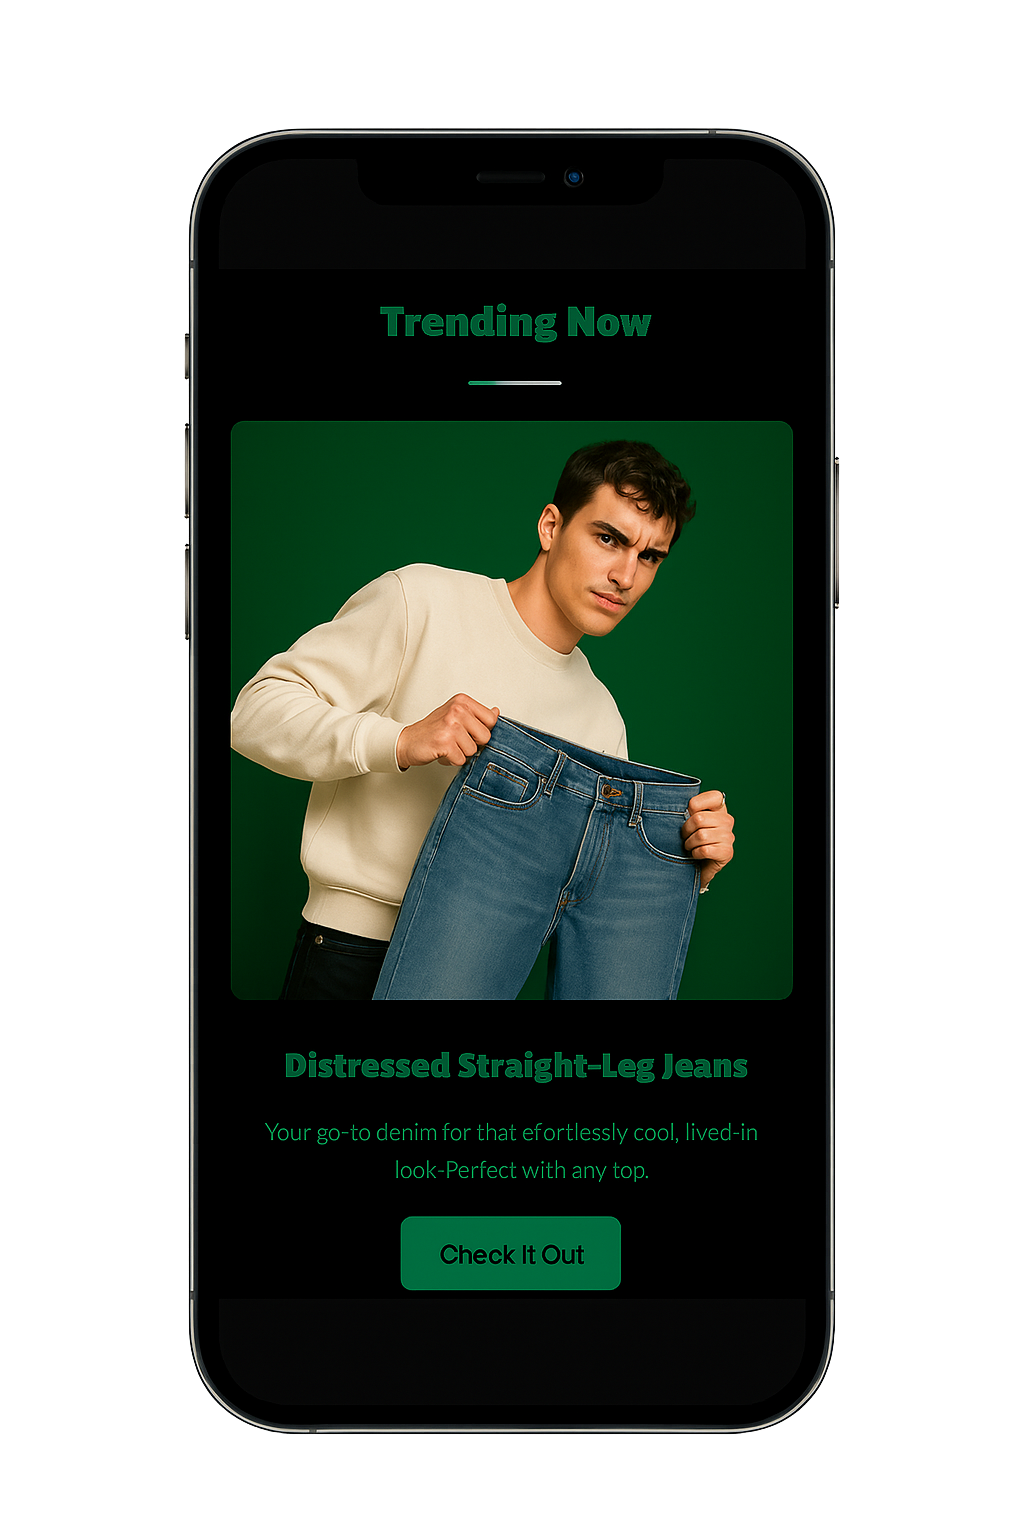 Trending Now
Distressed Straight-Leg Jeans
Your go-to denim for that efortlessly cool, lived-in
look-Perfect with any top.
Check It Out